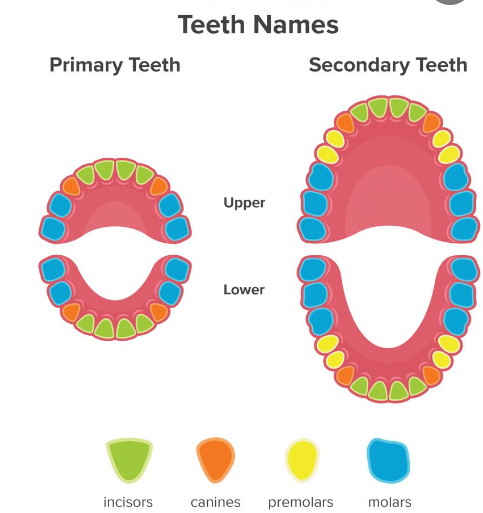 Teeth Names
Primary Teeth
Secondary Teeth
Upper
Lower
incisors
canines
premolars
molars